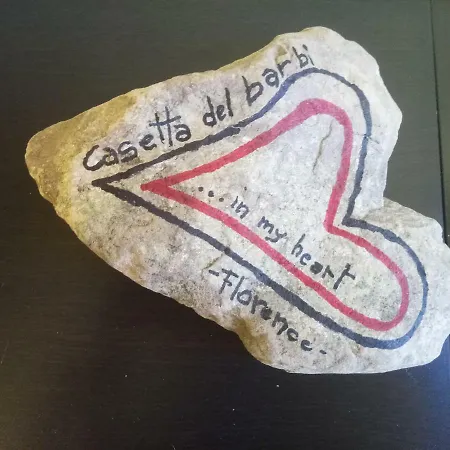 Casetta del barbi
...in my heart
-Florence-